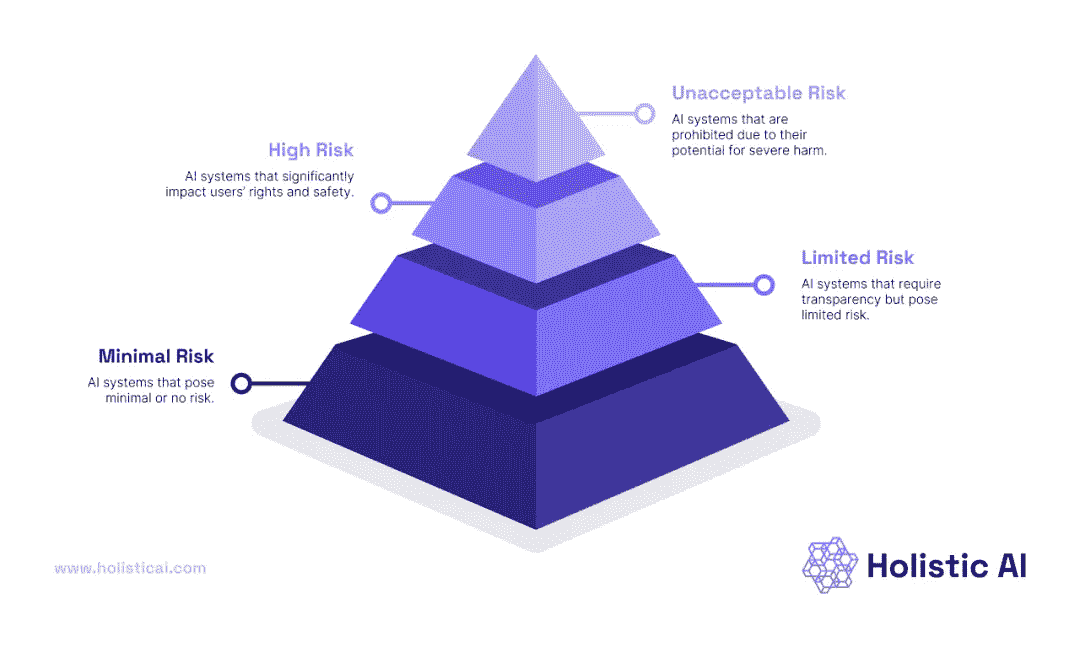 Unacceptable Risk
AI systems that are
prohibited due to their
potential for severe harm.
High Risk
AI systems that significantly
impact users' rights and safety.
Limited Risk
AI systems that require
transparency but pose
limited risk.
Minimal Risk
AI systems that pose
minimal or no risk.
www.holisticai.com
Holistic AI